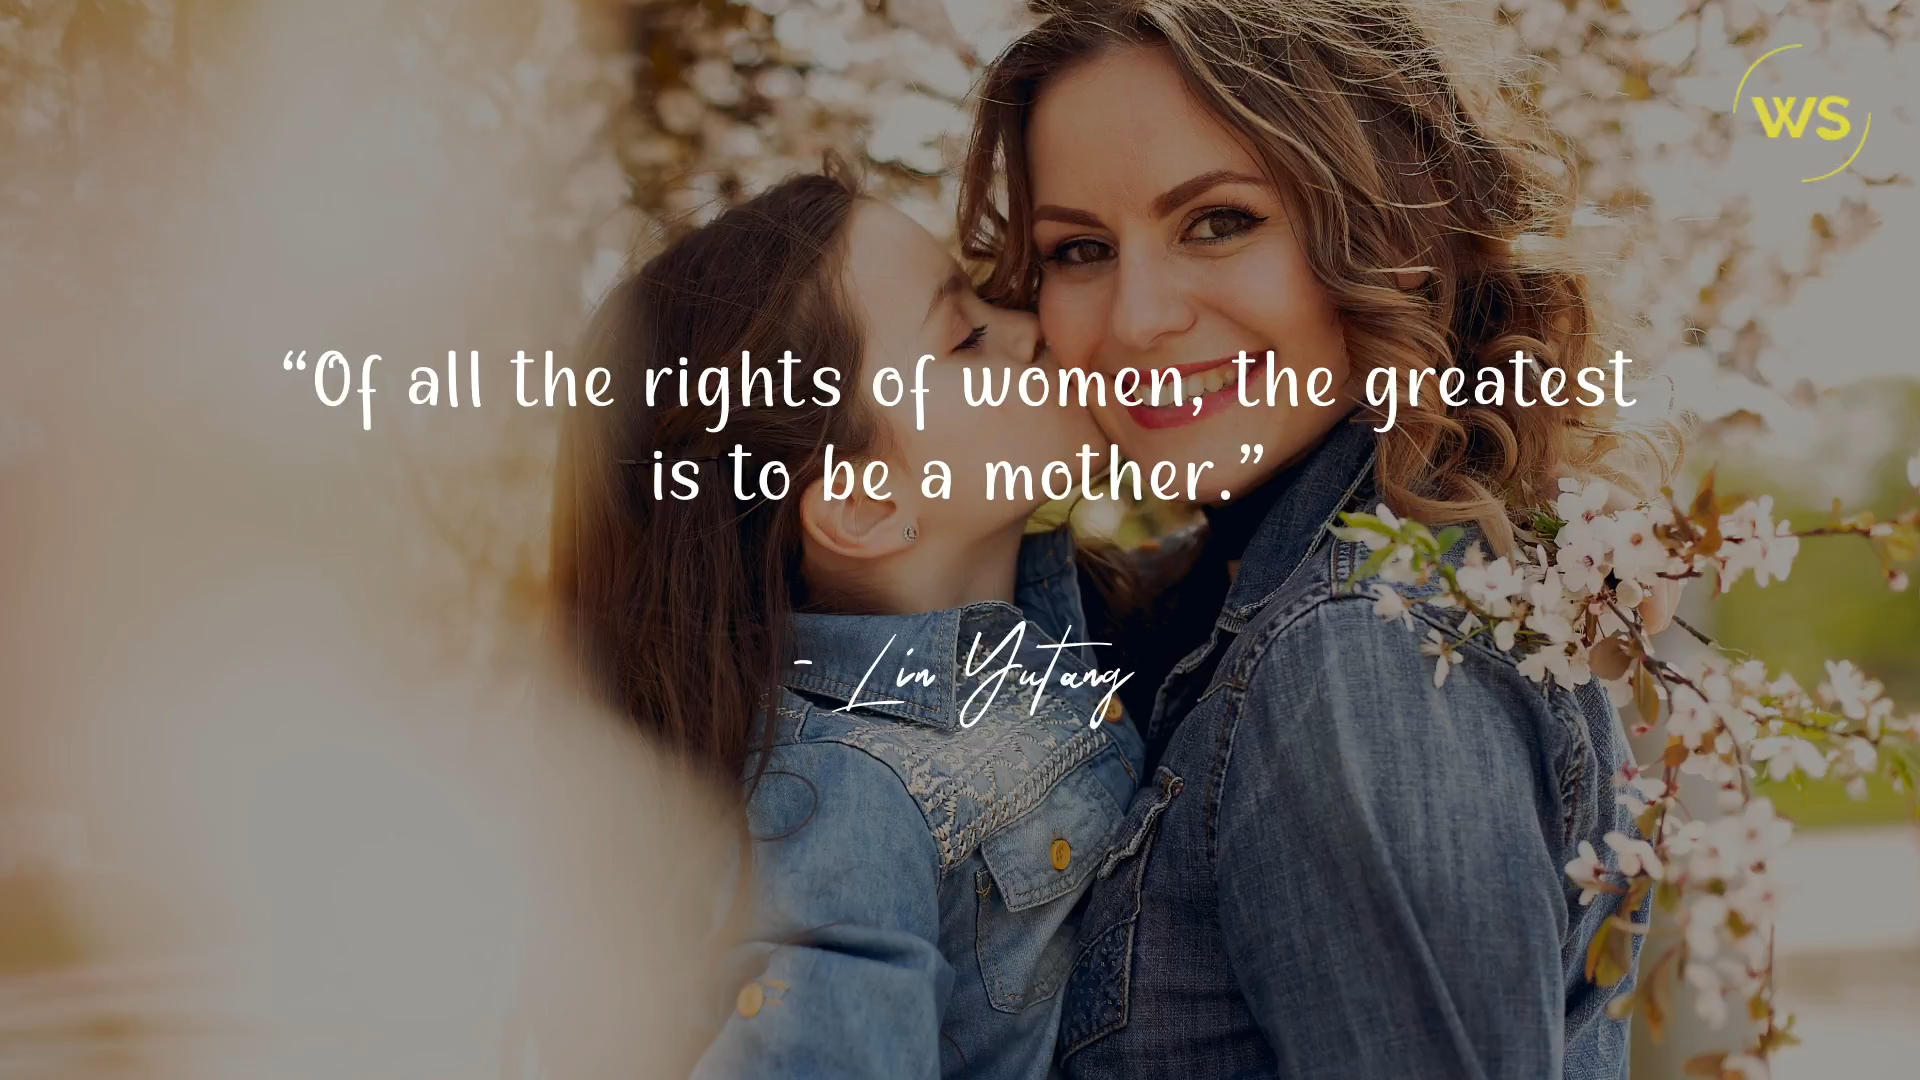 WS
“Of all the rights of women, the greatest
is to be a mother.”
- Lin Yutang